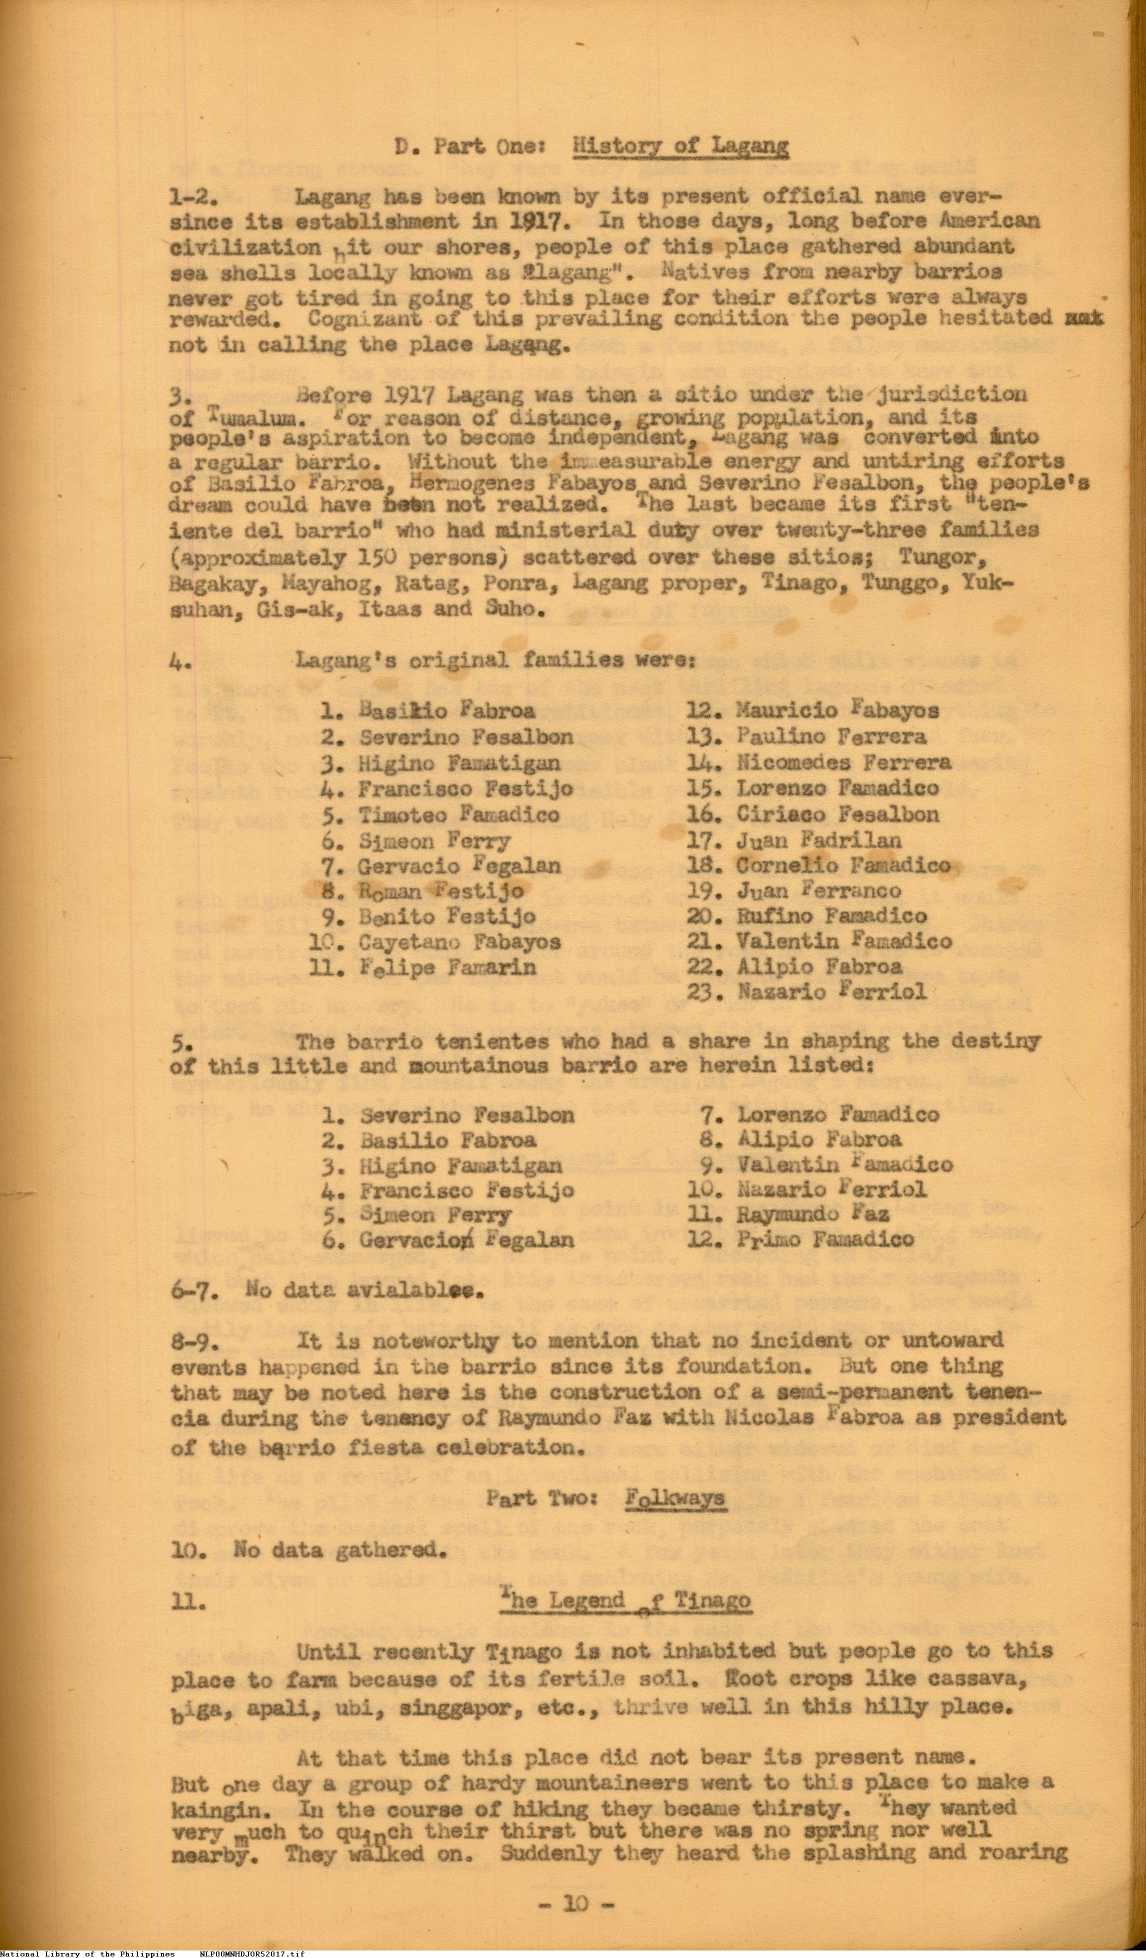 D. Part One: History of Lagang
1-2. Lagang has been known by its present official name ever-
since its establishment in 1917. In those days, long before American
civilization hit our shores, people of this place gathered abundant
sea shells locally known as "lagang". Natives from nearby barrios
never got tired in going to this place for their efforts were always
rewarded. Cognizant of this prevailing condition the people hesitated
not in calling the place Lagang.
3. Before 1917 Lagang was then a sitio under the jurisdiction
of Tumalum. For reason of distance, growing population, and its
people's aspiration to become independent, Lagang was converted into
a regular barrio. Without the immeasurable energy and untiring efforts
of Basilio Fabroa, Hermogenes Fabayos and Severino Fesalbon, the people's
dream could have been not realized. The last became its first "ten-
iente del barrio" who had ministerial duty over twenty-three families
(approximately 150 persons) scattered over these sitios; Tungor,
Bagakay, Mayahog, Ratag, Ponra, Lagang proper, Tinago, Tunggo, Yuk-
suhan, Gis-ak, Itaas and Suho.
4. Lagang's original families were:
1. Basilio Fabroa
2. Severino Fesalbon
3. Higino Famatigan
4. Francisco Festijo
5. Timoteo Famadico
6. Simeon Ferry
7. Gervacio Fegalan
8. Roman Festijo
9. Benito Festijo
10. Cayetano Fabayos
11. Felipe Famarin
12. Mauricio Fabayos
13. Paulino Ferrera
14. Nicomedes Ferrera
15. Lorenzo Famadico
16. Ciriaco Fesalbon
17. Juan Fadrilan
18. Cornelio Famadico
19. Juan Ferranco
20. Rufino Famadico
21. Valentin Famadico
22. Alipio Fabroa
23. Nazario Ferriol
5. The barrio tenientes who had a share in shaping the destiny
of this little and mountainous barrio are herein listed:
1. Severino Fesalbon
2. Basilio Fabroa
3. Higino Famatigan
4. Francisco Festijo
5. Simeon Ferry
6. Gervacio Fegalan
7. Lorenzo Famadico
8. Alipio Fabroa
9. Valentin Famadico
10. Nazario Ferriol
11. Raymundo Faz
12. Primo Famadico
6-7. No data avialables.
8-9. It is noteworthy to mention that no incident or untoward
events happened in the barrio since its foundation. But one thing
that may be noted here is the construction of a semi-permanent tenen-
cia during the tenency of Raymundo Faz with Nicolas Fabroa as president
of the barrio fiesta celebration.
Part Two: Folkways
10. No data gathered.
11. The Legend of Tinago
Until recently Tinago is not inhabited but people go to this
place to farm because of its fertile soil. Root crops like cassava,
biga, apali, ubi, singgapor, etc., thrive well in this hilly place.
At that time this place did not bear its present name.
But one day a group of hardy mountaineers went to this place to make a
kaingin. In the course of hiking they became thirsty. They wanted
very much to quinch their thirst but there was no spring nor well
nearby. They walked on. Suddenly they heard the splashing and roaring
- 10 -
National Library of the Philippines NLPOOMNHDJOR52017.tif